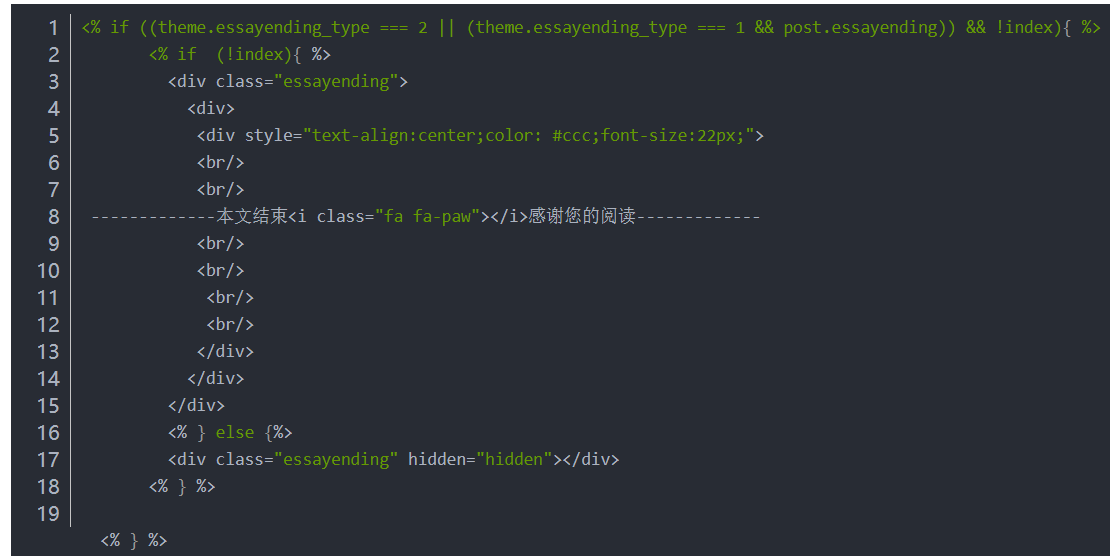 1 <% if ((theme.essayending_type === 2 || (theme.essayending_type === 1 && post.essayending)) && !index){ %>
2 <% if  (!index){ %>
3 <div class="essayending">
4 <div>
5 <div style="text-align:center;color: #ccc;font-size:22px;">
6 <br/>
7 <br/>
8 -------------本文结束<i class="fa fa-paw"></i>感谢您的阅读-------------
9 <br/>
10 <br/>
11 <br/>
12 <br/>
13 </div>
14 </div>
15 </div>
16 <% } else {%>
17 <div class="essayending" hidden="hidden"></div>
18 <% } %>
19
<% } %>